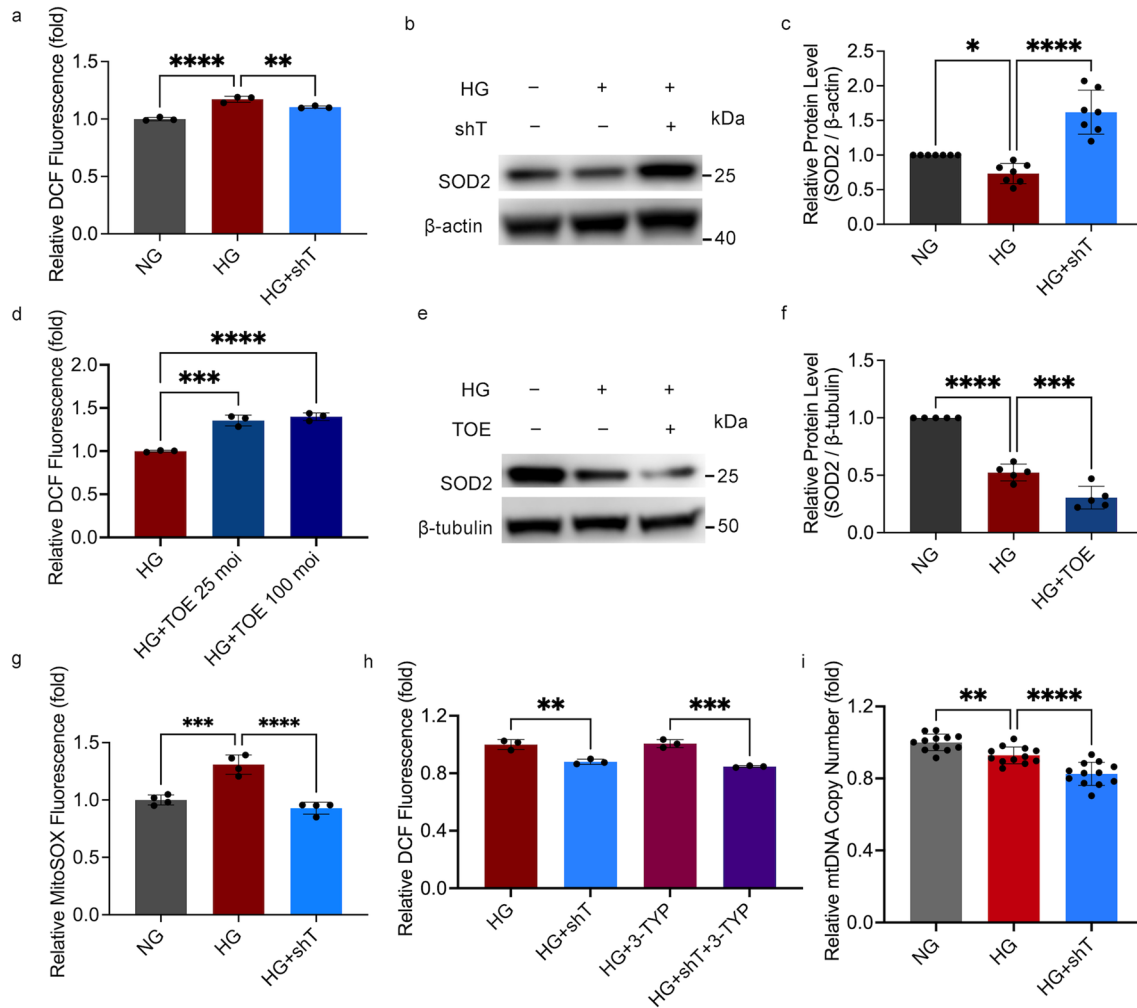 a
Relative DCF Fluorescence (fold)
1.5
1.0
0.5
0.0
**** **
NG HG HG+shT
b
HG – + +
shT – – + kDa
SOD2 25
β-actin 40
c
Relative Protein Level
(SOD2 / β-actin)
2.5
2.0
1.5
1.0
0.5
0.0
* ****
NG HG HG+shT
d
Relative DCF Fluorescence (fold)
2.0
1.5
1.0
0.5
0.0
****
***
HG HG+TOE 25 moi HG+TOE 100 moi
e
HG – + +
TOE – – + kDa
SOD2 25
β-tubulin 50
f
Relative Protein Level
(SOD2 / β-tubulin)
1.5
1.0
0.5
0.0
**** ***
NG HG HG+TOE
g
Relative MitoSOX Fluorescence (fold)
1.5
1.0
0.5
0.0
*** ****
NG HG HG+shT
h
Relative DCF Fluorescence (fold)
1.2
0.8
0.4
0.0
** ***
HG HG+shT HG+3-TYP HG+shT+3-TYP
i
Relative mtDNA Copy Number (fold)
1.2
0.8
0.4
0.0
** ****
NG HG HG+shT